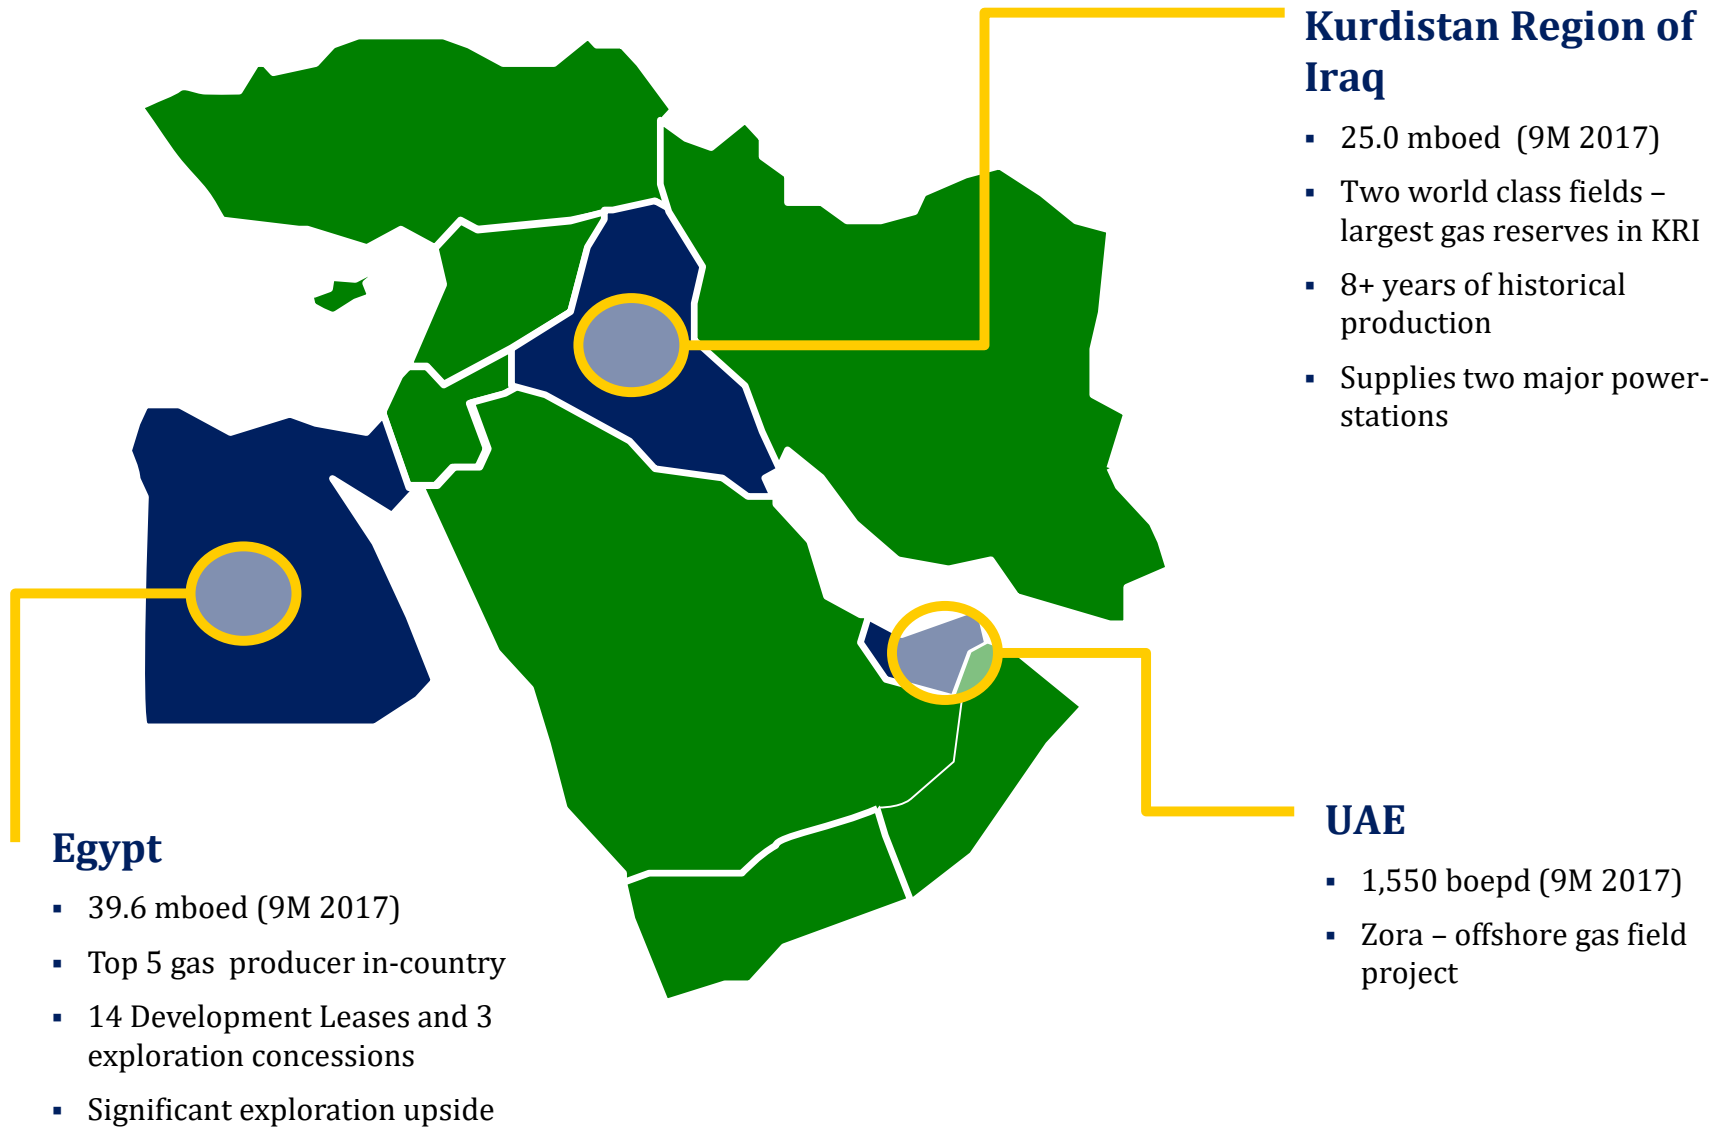 Kurdistan Region of
Iraq
▪ 25.0 mboed (9M 2017)
▪ Two world class fields –
largest gas reserves in KRI
▪ 8+ years of historical
production
▪ Supplies two major power-
stations
UAE
▪ 1,550 boepd (9M 2017)
▪ Zora – offshore gas field
project
Egypt
▪ 39.6 mboed (9M 2017)
▪ Top 5 gas producer in-country
▪ 14 Development Leases and 3
exploration concessions
▪ Significant exploration upside